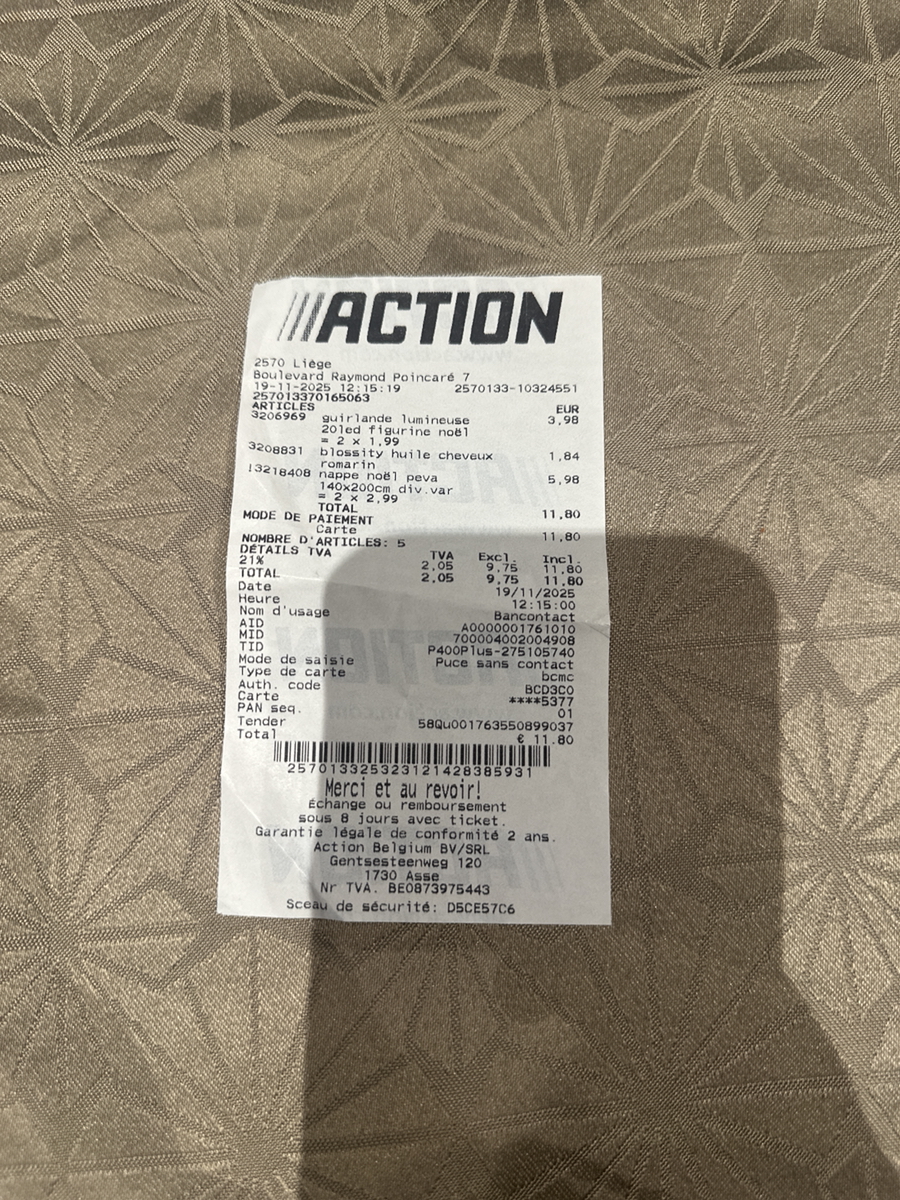 ACTION
2570 Liège
Boulevard Raymond Poincaré 7
19-11-2025 12:15:19 2570133-10324551
257013370165063
ARTICLES EUR
3206969 guirlande lumineuse 3,98
20led figurine noël
= 2 x 1,99
3208831 blossity huile cheveux 1,84
romarin
!3218408 nappe noël peva 5,98
140x200cm div.var
= 2 x 2,99
TOTAL 11,80
MODE DE PAIEMENT
Carte 11,80
NOMBRE D'ARTICLES: 5
DÉTAILS TVA TVA Excl. Incl.
21% 2,05 9,75 11,80
TOTAL 2,05 9,75 11,80
Date 19/11/2025
Heure 12:15:00
Nom d'usage Bancontact
AID A0000001761010
MID 700004002004908
TID P400Plus-275105740
Mode de saisie Puce sans contact
Type de carte bcmc
Auth. code BCD3C0
Carte ****5377
PAN seq. 01
Tender 58Qu001763550899037
Total € 11.80
2570133253231214283859​31
Merci et au revoir!
Échange ou remboursement
sous 8 jours avec ticket.
Garantie légale de conformité 2 ans.
Action Belgium BV/SRL
Gentsesteenweg 120
1730 Asse
Nr TVA. BE0873975443
Sceau de sécurité: D5CE57C6